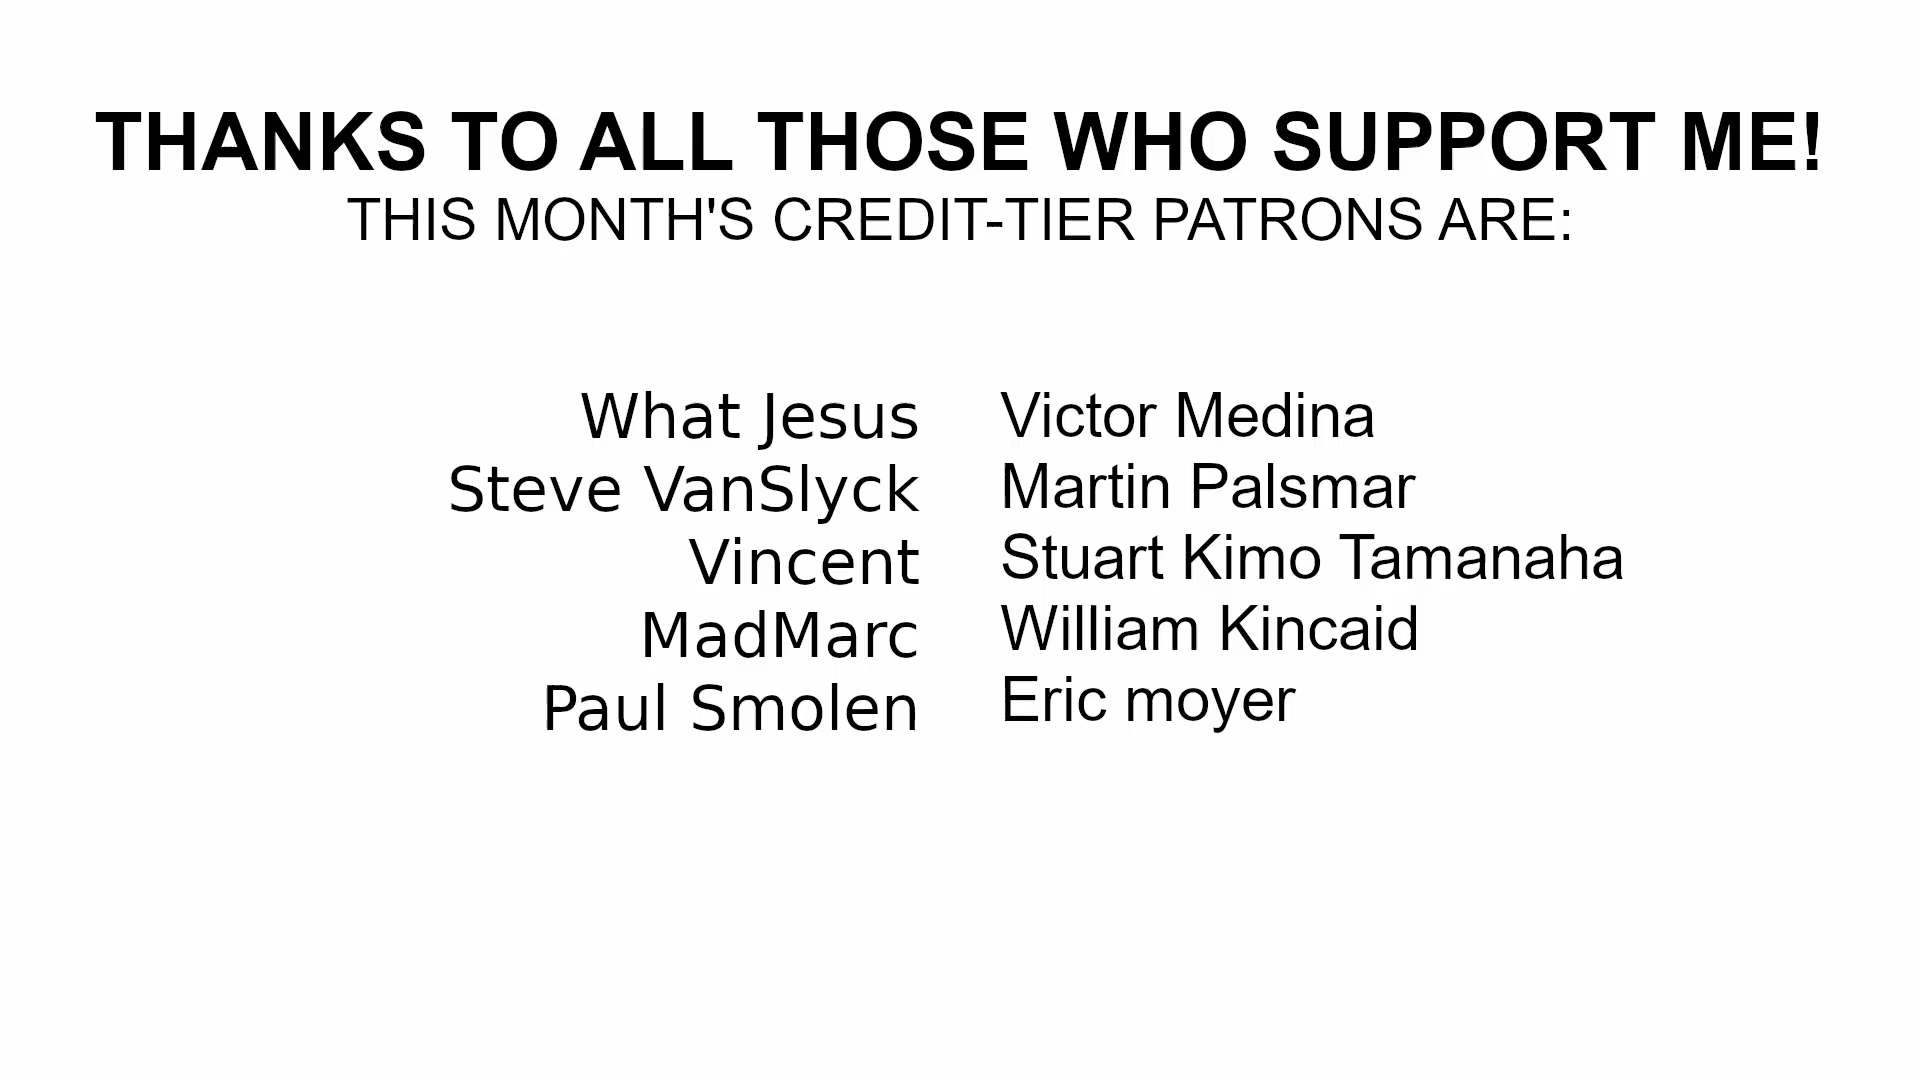 THANKS TO ALL THOSE WHO SUPPORT ME!
THIS MONTH'S CREDIT-TIER PATRONS ARE:
What Jesus
Steve VanSlyck
Vincent
MadMarc
Paul Smolen
Victor Medina
Martin Palsmar
Stuart Kimo Tamanaha
William Kincaid
Eric moyer